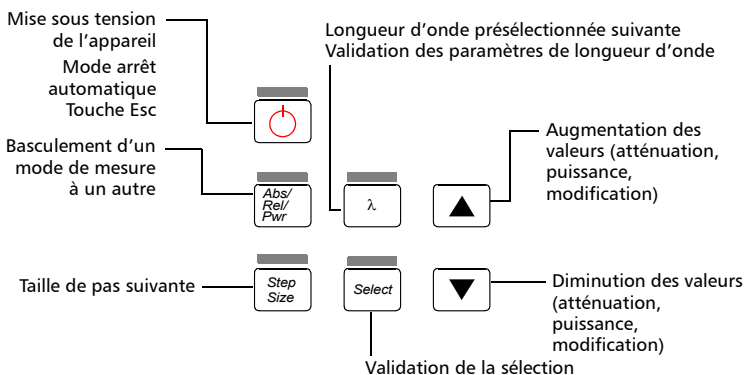 Mise sous tension
de l'appareil
Mode arrêt
automatique
Touche Esc
Longueur d'onde présélectionnée suivante
Validation des paramètres de longueur d'onde
Basculement d'un
mode de mesure
à un autre
Abs/
Rel/
Pwr
λ
Augmentation des
valeurs (atténuation,
puissance,
modification)
Taille de pas suivante
Step
Size
Select
Diminution des valeurs
(atténuation,
puissance,
modification)
Validation de la sélection